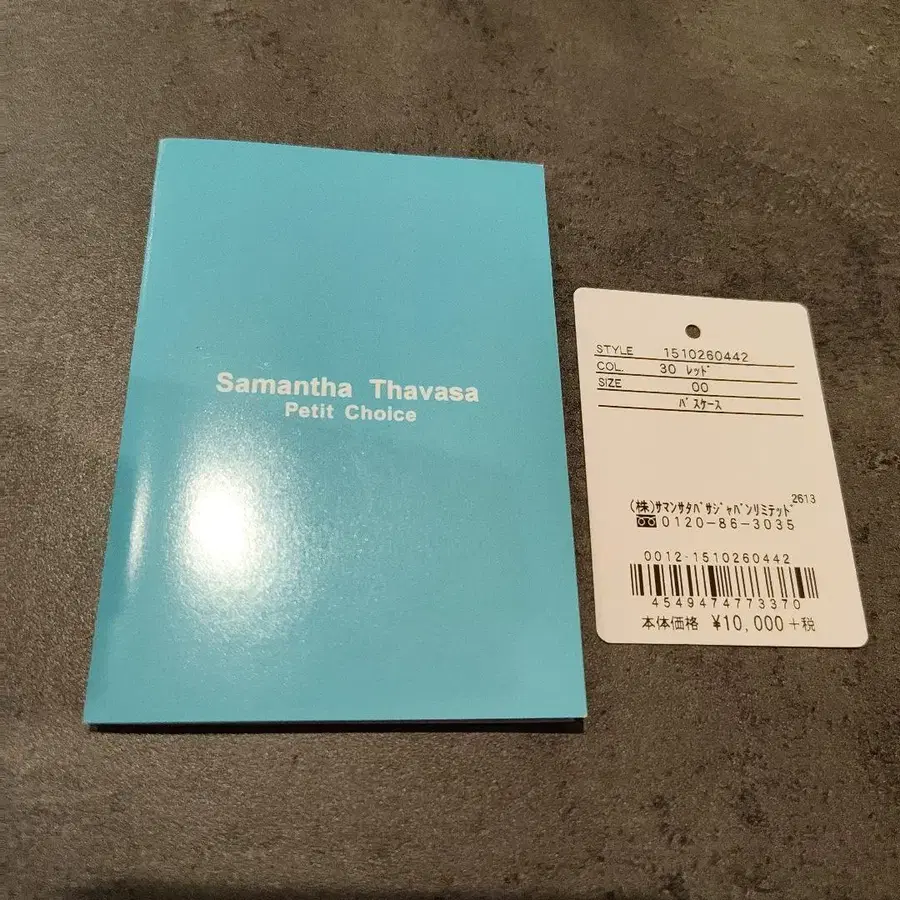 Samantha Thavasa
Petit Choice
STYLE 1510260442
COL. 30 ﾚｯﾄﾞ
SIZE 00
ﾊﾟｽｹｰｽ
2613
(株)ｻﾏﾝｻﾀﾊﾞｻｼﾞｬﾊﾟﾝﾘﾐﾃｯﾄﾞ
0120-86-3035
0012-1510260442
4549474773370
本体価格 ¥10,000+税